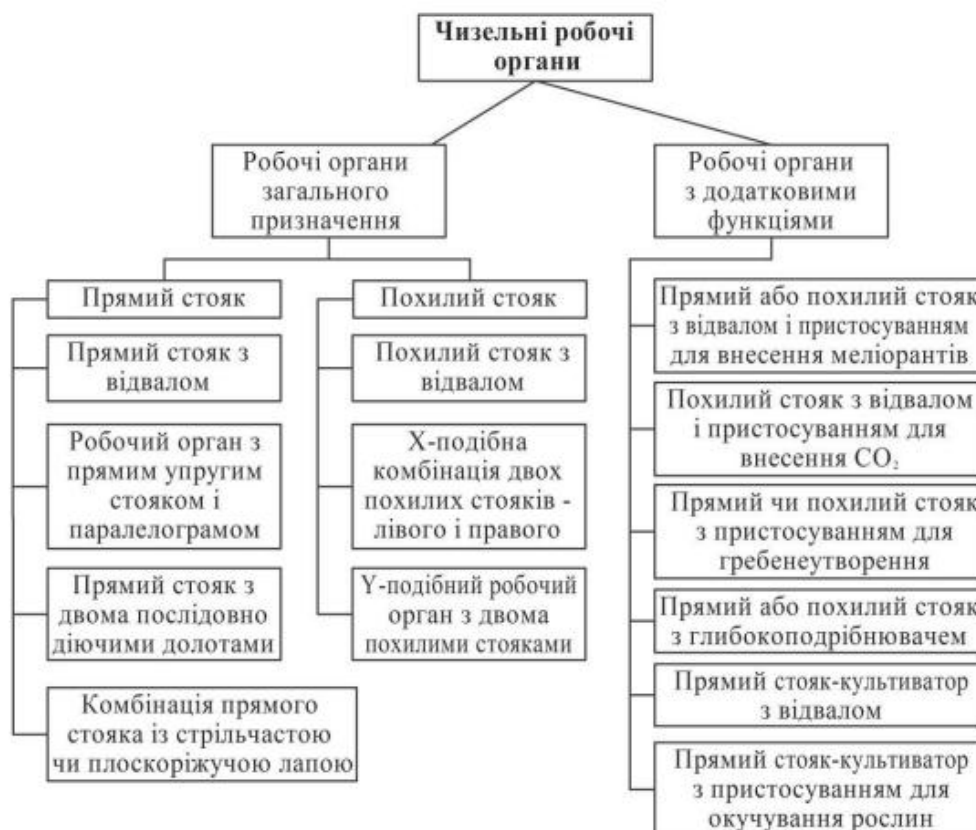 Чизельні робочі
органи
Робочі органи
загального
призначення
Робочі органи
з додатковими
функціями
Прямий стояк
Прямий стояк з
відвалом
Робочий орган з
прямим упругим
стояком і
паралелограмом
Прямий стояк з
двома послідовно
діючими долотами
Комбінація прямого
стояка із стрільчастою
чи плоскоріжучою лапою
Похилий стояк
Похилий стояк з
відвалом
Х-подібна
комбінація двох
похилих стояків -
лівого і правого
Y-подібний робочий
орган з двома
похилими стояками
Прямий або похилий стояк
з відвалом і пристосуванням
для внесення меліорантів
Похилий стояк з відвалом
і пристосуванням для
внесення CO₂
Прямий чи похилий стояк
з пристосуванням для
гребенеутворення
Прямий або похилий стояк
з глибокоподрібнювачем
Прямий стояк-культиватор
з відвалом
Прямий стояк-культиватор
з пристосуванням для
окучування рослин